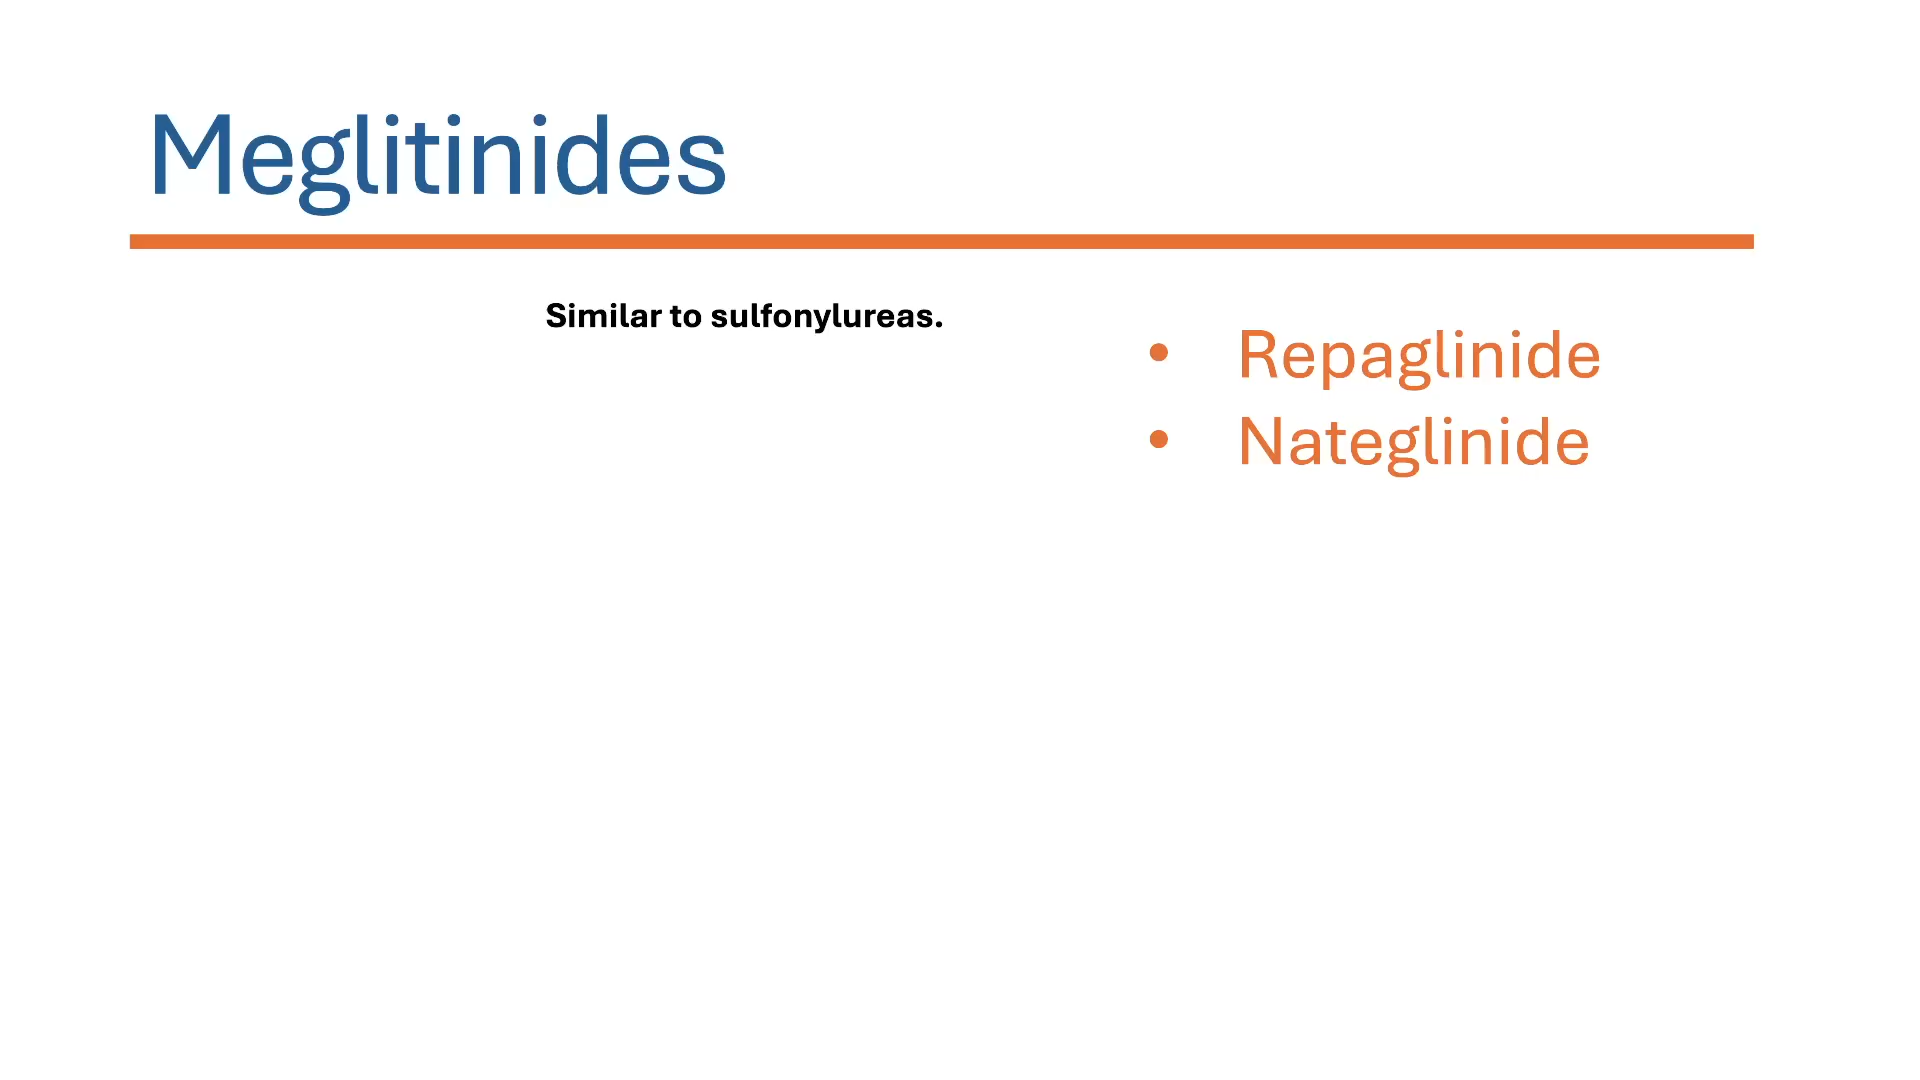 Meglitinides
Similar to sulfonylureas.
• Repaglinide
• Nateglinide